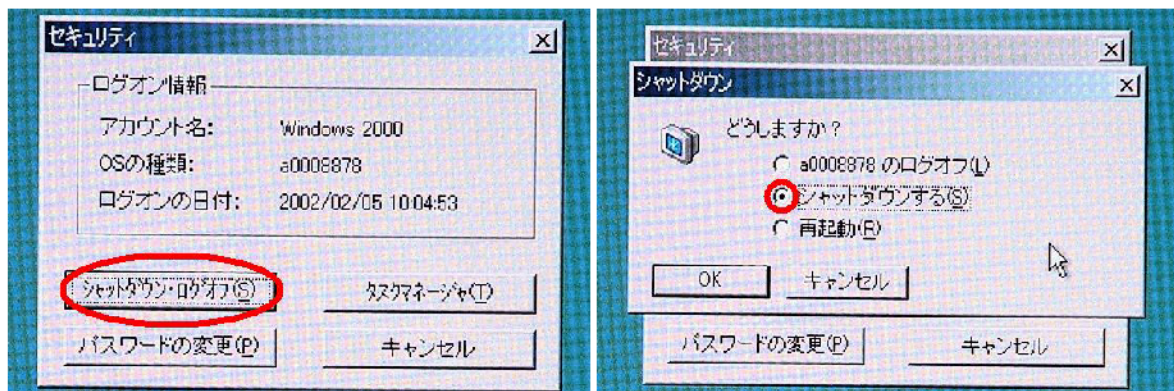 セキュリティ
ログオン情報
アカウント名: Windows 2000
OSの種類: a0008878
ログオンの日付: 2002/02/05 10:04:53
シャットダウン・ログオフ(S)
タスクマネージャ(T)
パスワードの変更(P)
キャンセル
セキュリティ
シャットダウン
どうしますか?
a0008878 のログオフ(L)
シャットダウンする(S)
再起動(R)
OK
キャンセル
パスワードの変更(P)
キャンセル